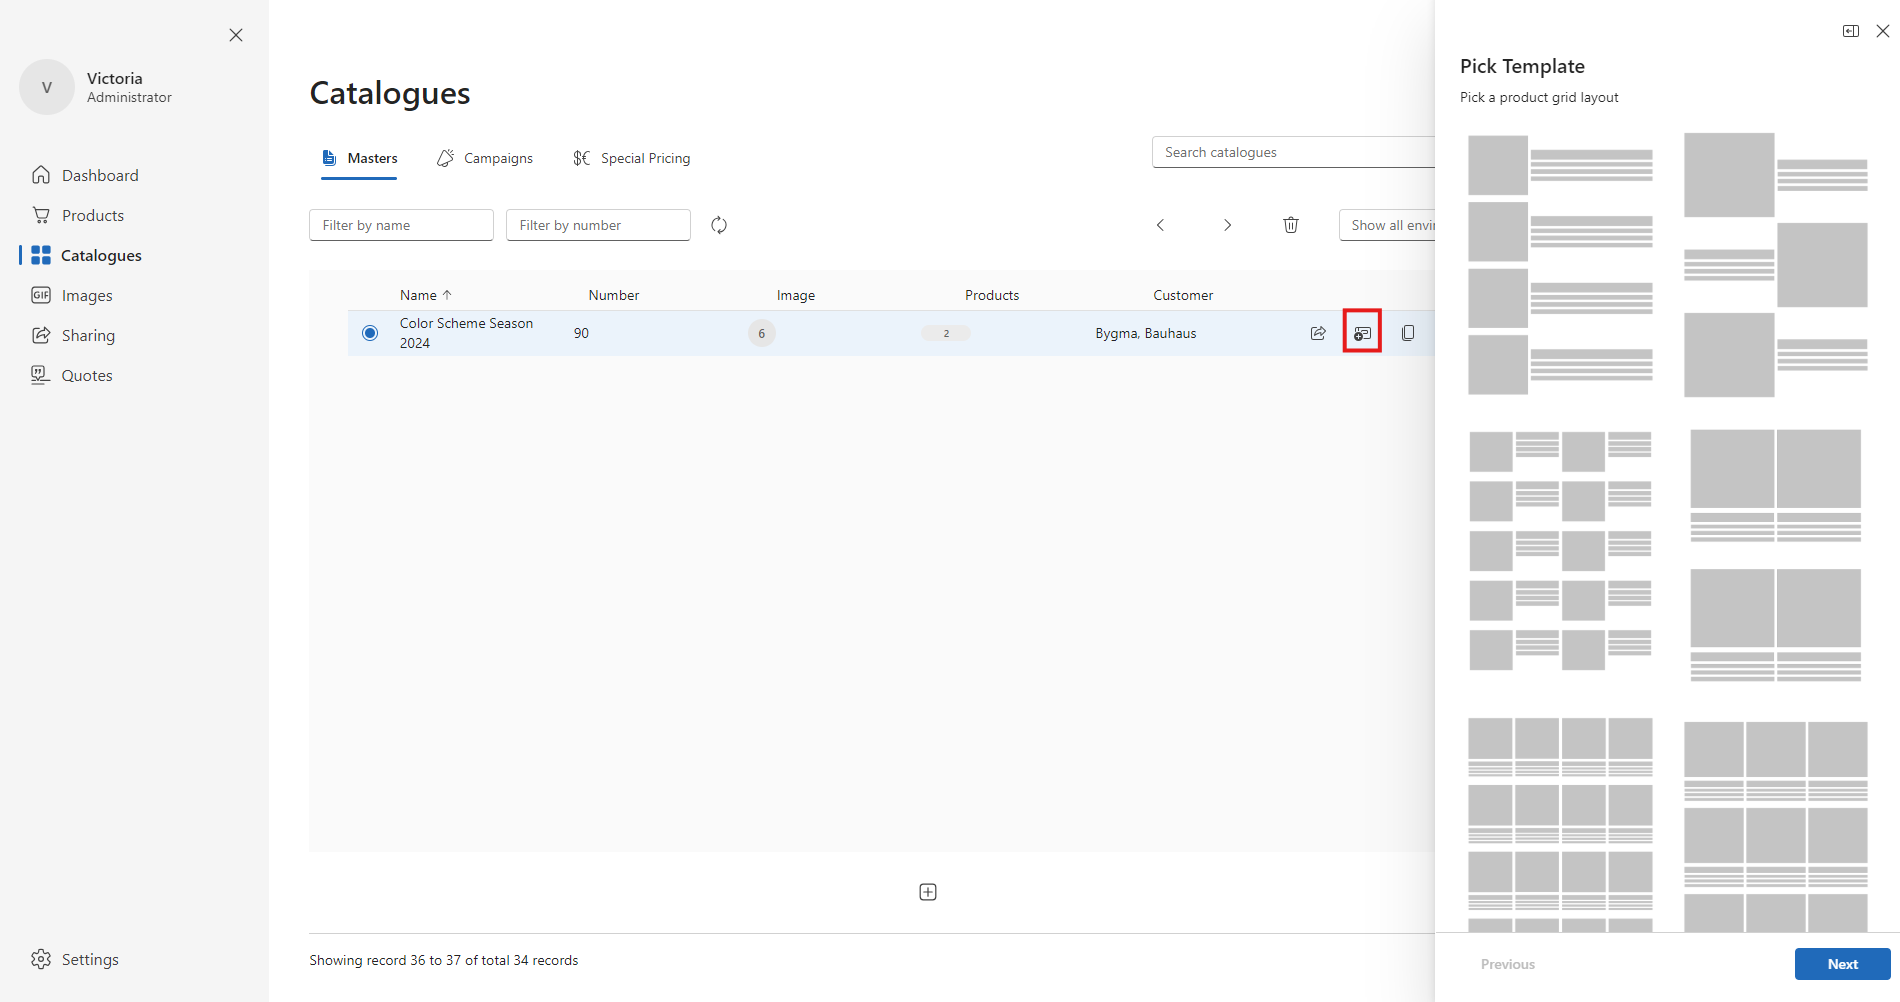 V
Victoria
Administrator
Dashboard
Products
Catalogues
GIF Images
Sharing
Quotes
Settings
Catalogues
Masters
Campaigns
$€ Special Pricing
Search catalogues
Filter by name
Filter by number
Show all envi
Name
Number
Image
Products
Customer
Color Scheme Season
2024
90
6
2
Bygma, Bauhaus
Showing record 36 to 37 of total 34 records
Pick Template
Pick a product grid layout
Previous
Next